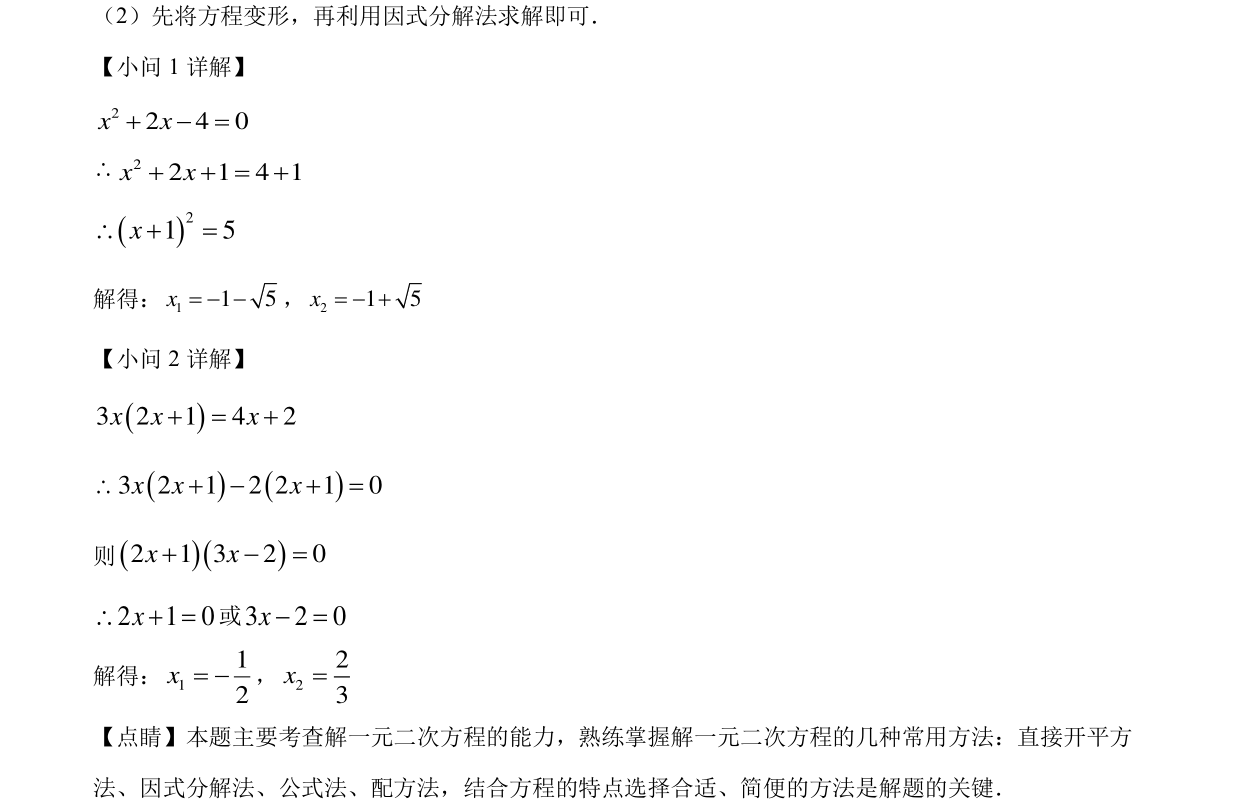 （2）先将方程变形，再利用因式分解法求解即可．
【小问 1 详解】
x² + 2x − 4 = 0
∴ x² + 2x + 1 = 4 + 1
∴ (x + 1)² = 5
解得：x₁ = −1 − √5，x₂ = −1 + √5
【小问 2 详解】
3x(2x + 1) = 4x + 2
∴ 3x(2x + 1) − 2(2x + 1) = 0
则 (2x + 1)(3x − 2) = 0
∴ 2x + 1 = 0 或 3x − 2 = 0
解得：x₁ = −1/2，x₂ = 2/3
【点睛】本题主要考查解一元二次方程的能力，熟练掌握解一元二次方程的几种常用方法：直接开平方
法、因式分解法、公式法、配方法，结合方程的特点选择合适、简便的方法是解题的关键．